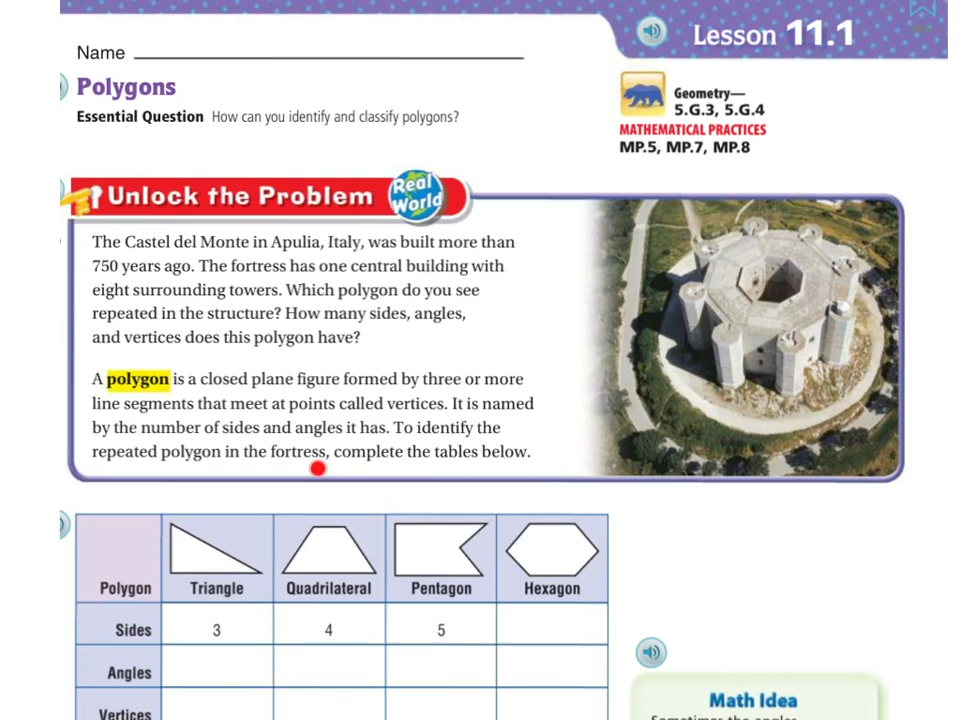 Lesson 11.1
Name
Polygons
Essential Question How can you identify and classify polygons?
Geometry—
5.G.3, 5.G.4
MATHEMATICAL PRACTICES
MP.5, MP.7, MP.8
Unlock the Problem
Real
World
The Castel del Monte in Apulia, Italy, was built more than
750 years ago. The fortress has one central building with
eight surrounding towers. Which polygon do you see
repeated in the structure? How many sides, angles,
and vertices does this polygon have?
A polygon is a closed plane figure formed by three or more
line segments that meet at points called vertices. It is named
by the number of sides and angles it has. To identify the
repeated polygon in the fortress, complete the tables below.
Polygon Triangle Quadrilateral Pentagon Hexagon
Sides 3 4 5
Angles
Vertices
Math Idea
Sometimes the angles